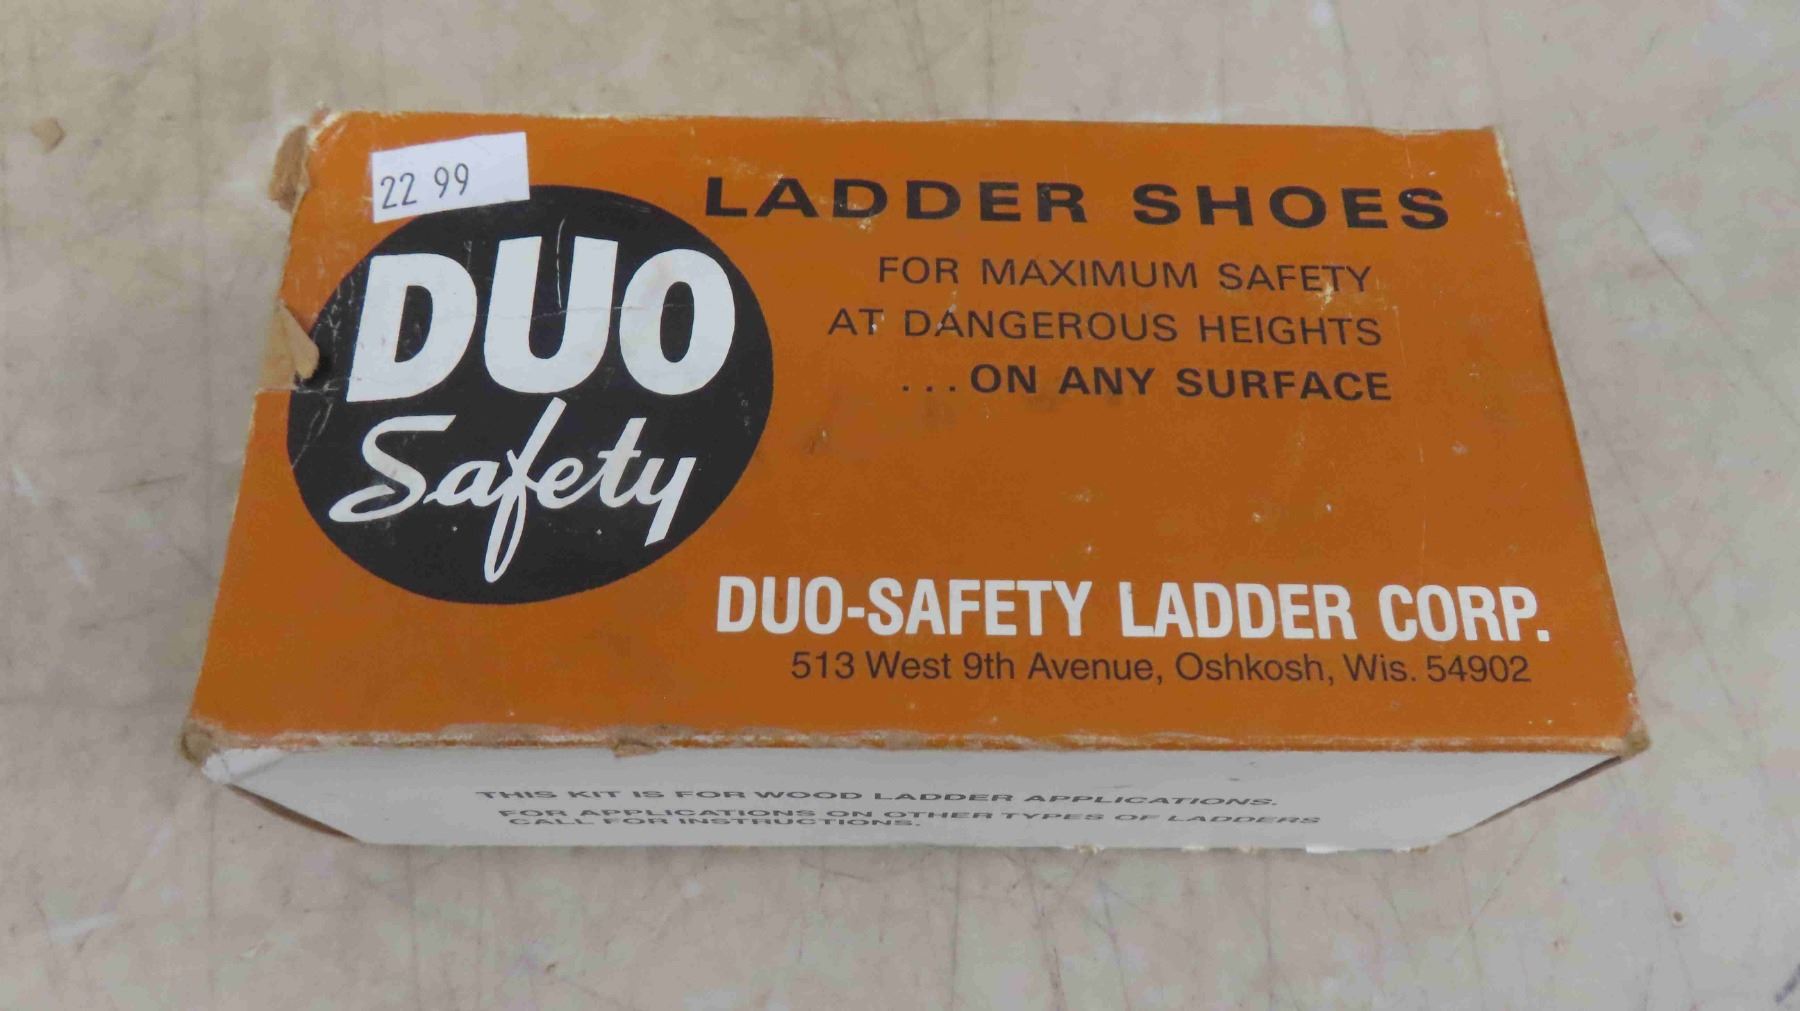 22 99
DUO
Safety
LADDER SHOES
FOR MAXIMUM SAFETY
AT DANGEROUS HEIGHTS
...ON ANY SURFACE
DUO-SAFETY LADDER CORP.
513 West 9th Avenue, Oshkosh, Wis. 54902
THIS KIT IS FOR WOOD LADDER APPLICATIONS.
FOR APPLICATIONS ON OTHER TYPES OF LADDERS
CALL FOR INSTRUCTIONS.